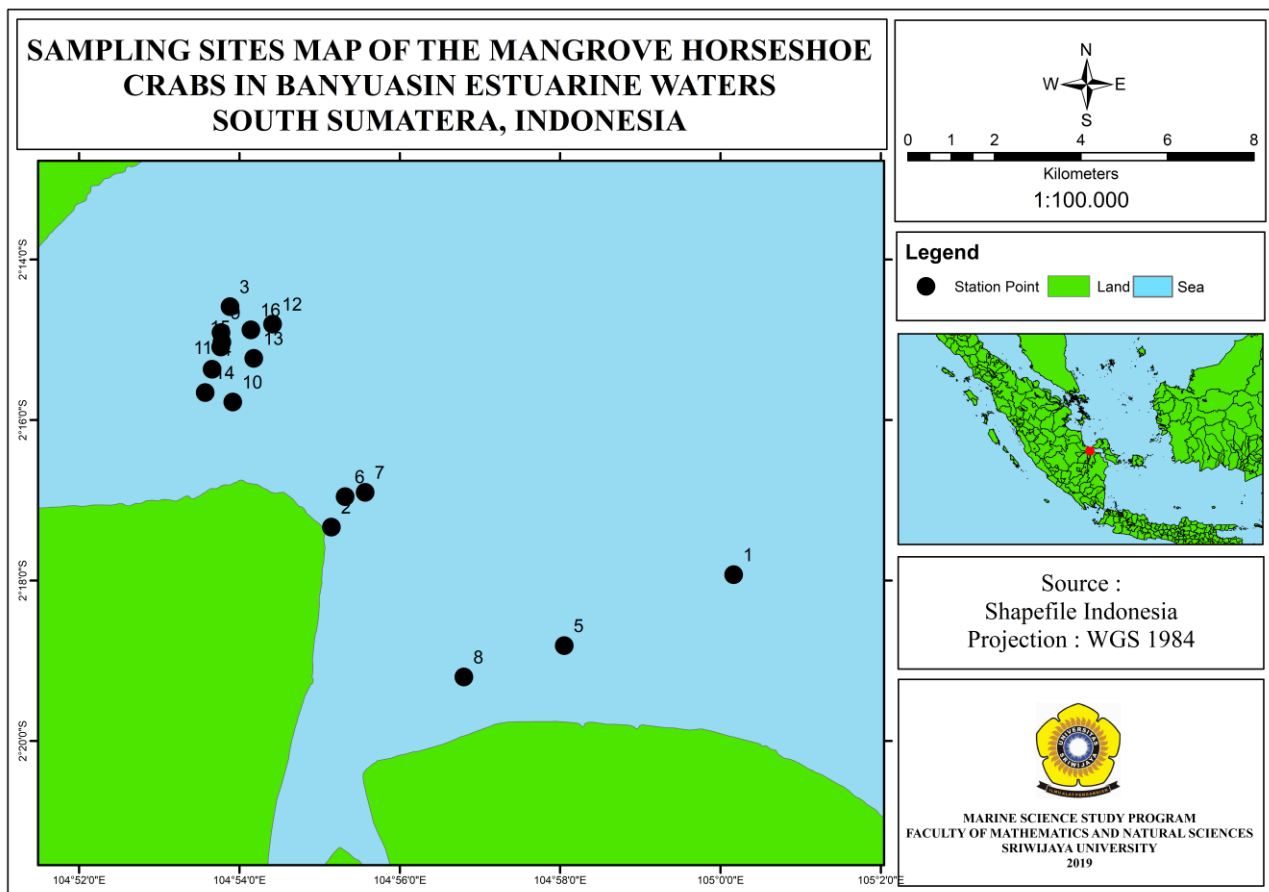 SAMPLING SITES MAP OF THE MANGROVE HORSESHOE
CRABS IN BANYUASIN ESTUARINE WATERS
SOUTH SUMATERA, INDONESIA
N
W E
S
0 1 2 4 6 8
Kilometers
1:100.000
Legend
Station Point Land Sea
Source :
Shapefile Indonesia
Projection : WGS 1984
UNIVERSITAS
SRIWIJAYA
MARINE SCIENCE STUDY PROGRAM
FACULTY OF MATHEMATICS AND NATURAL SCIENCES
SRIWIJAYA UNIVERSITY
2019
2°14'0"S
2°16'0"S
2°18'0"S
2°20'0"S
3
16 12
15
13
11
14
10
6 7
2
1
5
8
104°52'0"E 104°54'0"E 104°56'0"E 104°58'0"E 105°0'0"E 105°2'0"E